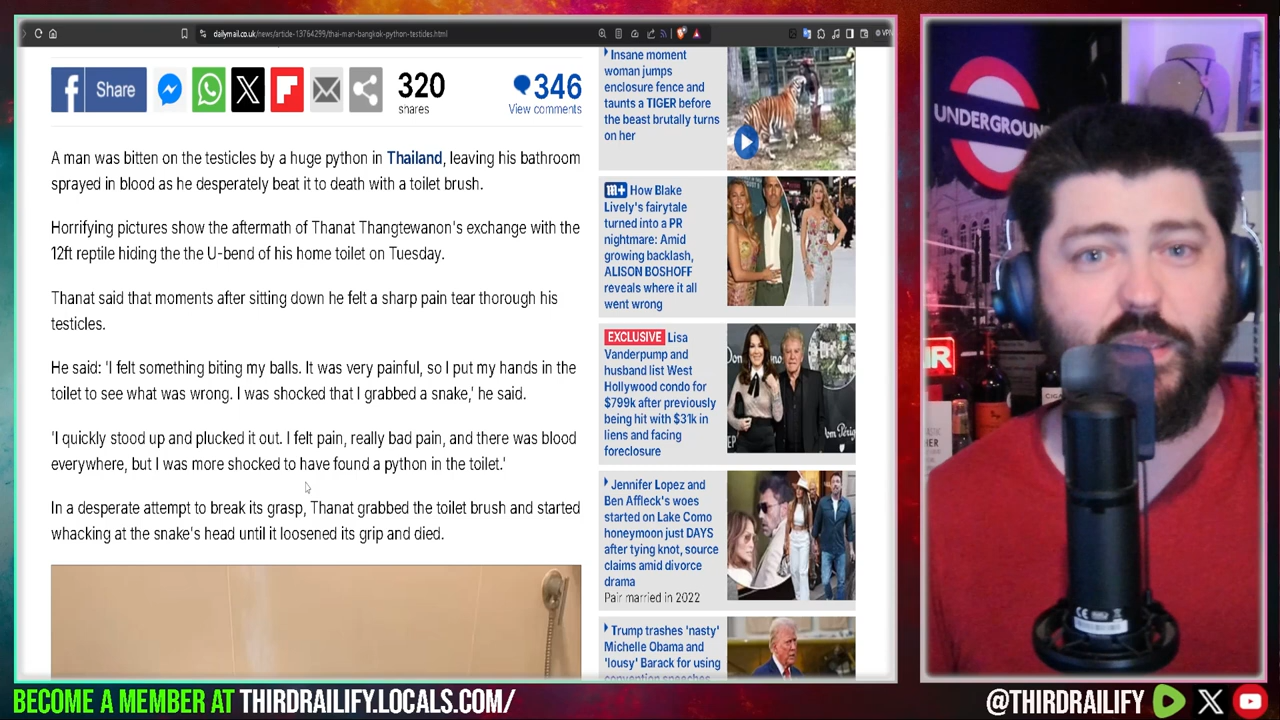 dailymail.co.uk/news/article-13764299/thai-man-bangkok-python-testicles.html
VPN
Share
320
shares
346
View comments
A man was bitten on the testicles by a huge python in Thailand, leaving his bathroom
sprayed in blood as he desperately beat it to death with a toilet brush.
Horrifying pictures show the aftermath of Thanat Thangtewanon's exchange with the
12ft reptile hiding the the U-bend of his home toilet on Tuesday.
Thanat said that moments after sitting down he felt a sharp pain tear thorough his
testicles.
He said: 'I felt something biting my balls. It was very painful, so I put my hands in the
toilet to see what was wrong. I was shocked that I grabbed a snake,' he said.
'I quickly stood up and plucked it out. I felt pain, really bad pain, and there was blood
everywhere, but I was more shocked to have found a python in the toilet.'
In a desperate attempt to break its grasp, Thanat grabbed the toilet brush and started
whacking at the snake's head until it loosened its grip and died.
Insane moment
woman jumps
enclosure fence and
taunts a TIGER before
the beast brutally turns
on her
m+ How Blake
Lively's fairytale
turned into a PR
nightmare: Amid
growing backlash,
ALISON BOSHOFF
reveals where it all
went wrong
EXCLUSIVE Lisa
Vanderpump and
husband list West
Hollywood condo for
$799k after previously
being hit with $31k in
liens and facing
foreclosure
Jennifer Lopez and
Ben Affleck's woes
started on Lake Como
honeymoon just DAYS
after tying knot, source
claims amid divorce
drama
Pair married in 2022
Trump trashes 'nasty'
Michelle Obama and
'lousy' Barack for using
convention speeches
UNDERGROUN
BECOME A MEMBER AT THIRDRAILIFY.LOCALS.COM/
@THIRDRAILIFY